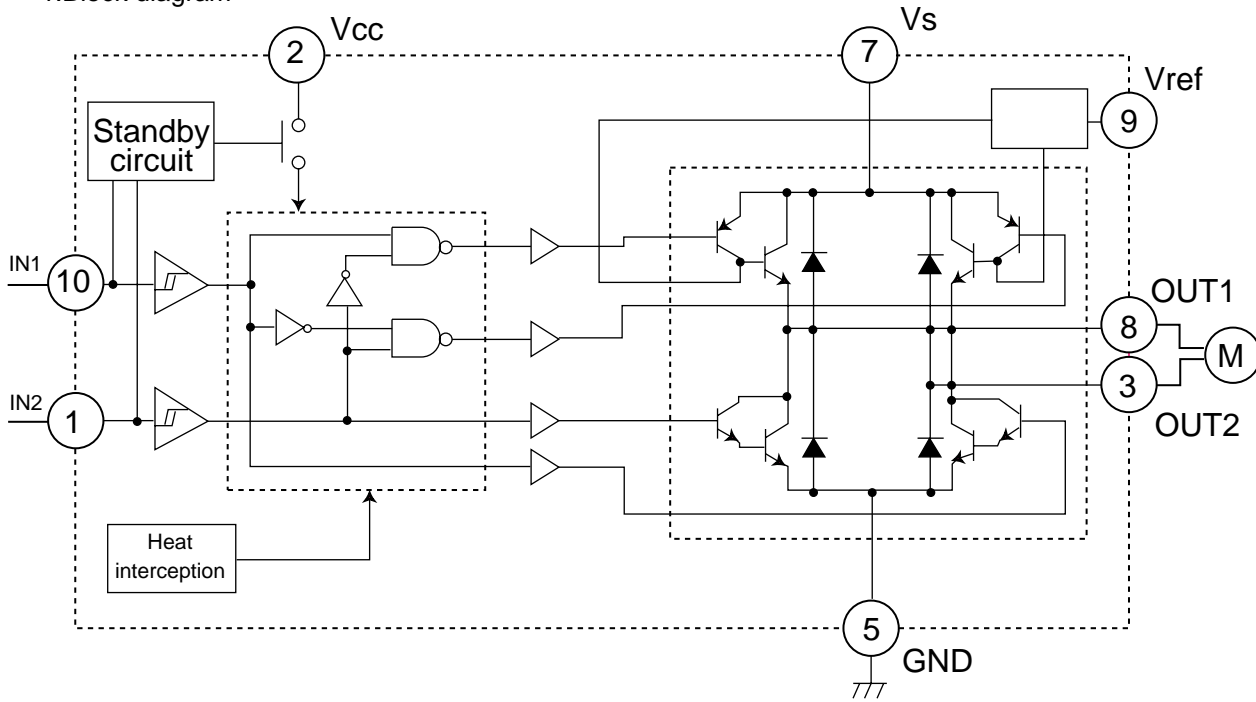 Vcc
2
Vs
7
Vref
9
Standby
circuit
IN1
10
OUT1
8
M
IN2
1
3
OUT2
Heat
interception
5
GND